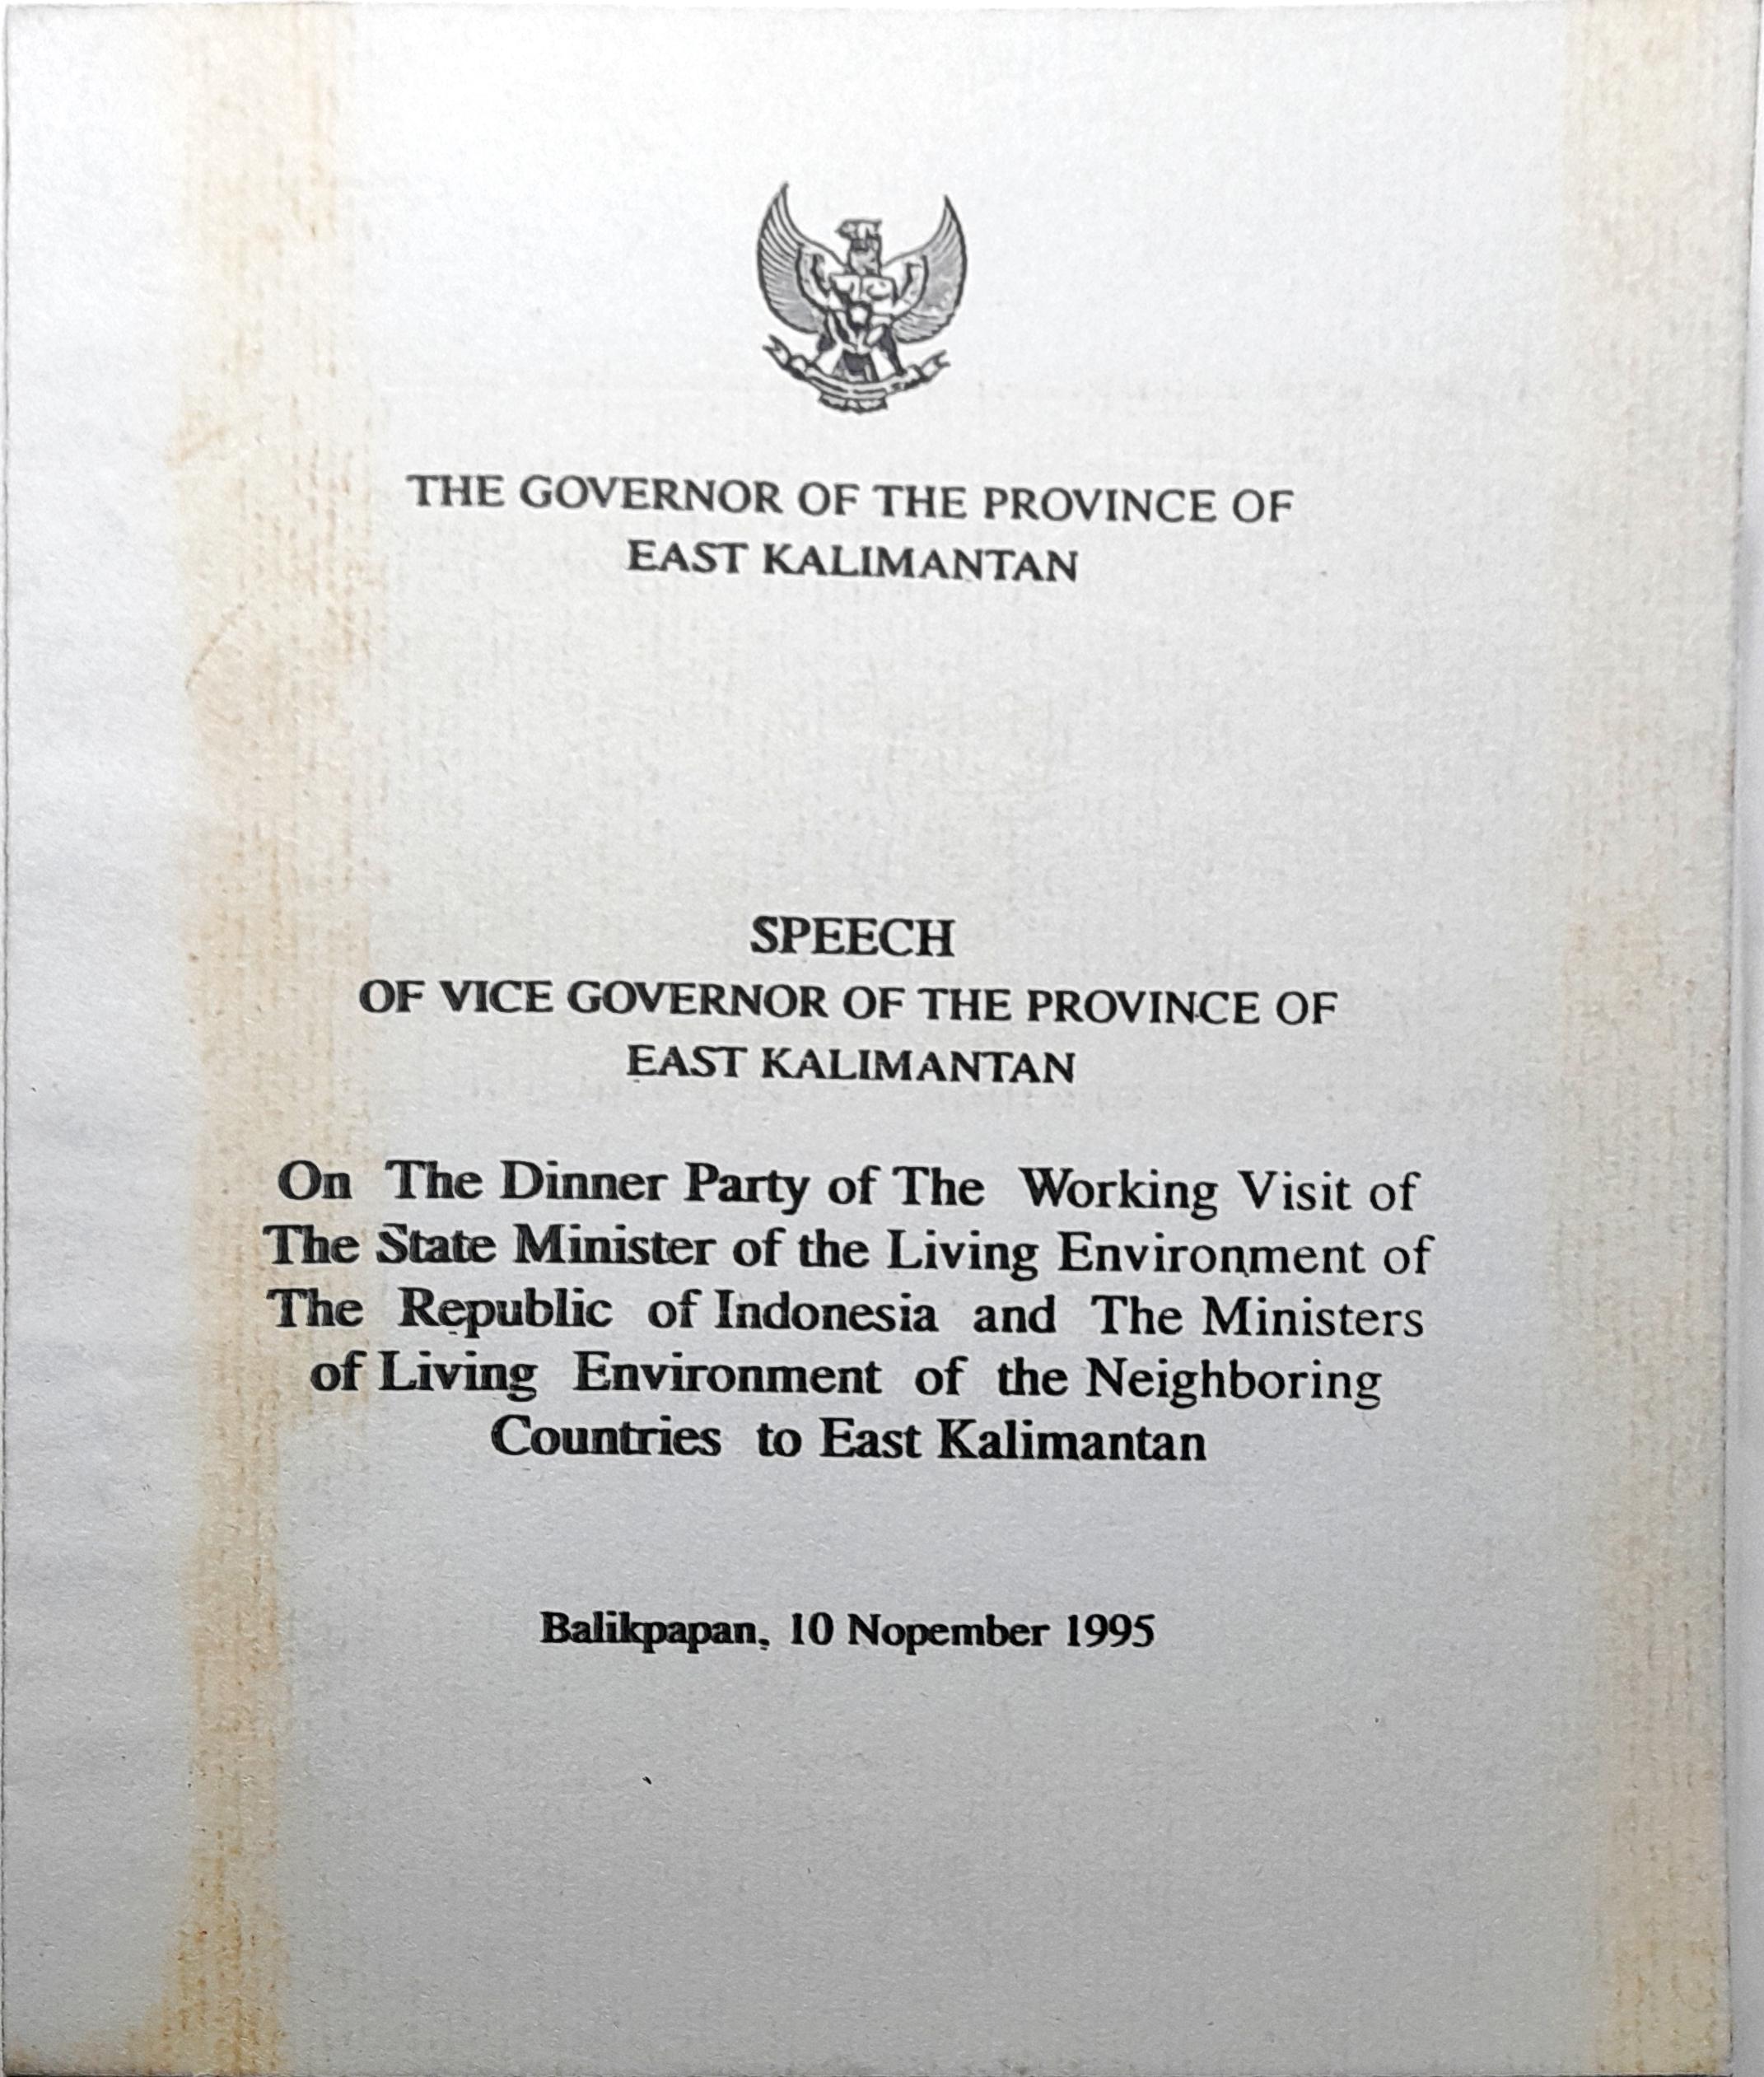 THE GOVERNOR OF THE PROVINCE OF
EAST KALIMANTAN
SPEECH
OF VICE GOVERNOR OF THE PROVINCE OF
EAST KALIMANTAN
On The Dinner Party of The Working Visit of
The State Minister of the Living Environment of
The Republic of Indonesia and The Ministers
of Living Environment of the Neighboring
Countries to East Kalimantan
Balikpapan, 10 Nopember 1995